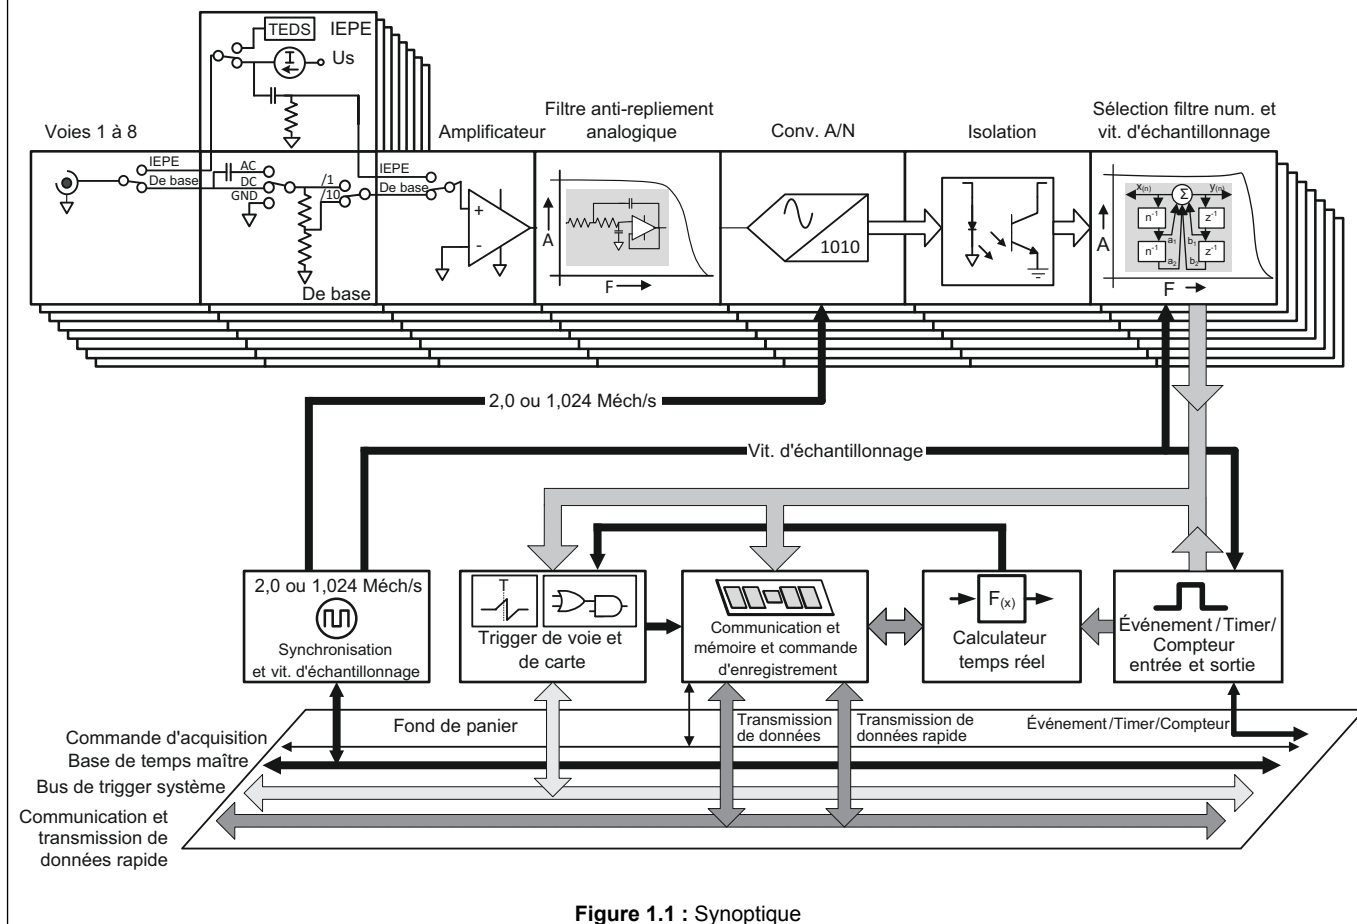 TEDS IEPE
Us
Voies 1 à 8
Amplificateur
Filtre anti-repliement
analogique
Conv. A/N
Isolation
Sélection filtre num. et
vit. d'échantillonnage
IEPE
De base
AC
DC
GND
/1
/10
De base
IEPE
De base
+
-
A
F
1010
A
F
x(n)
y(n)
Σ
n-1
z-1
n-1
z-1
a1
b1
a2
b2
2,0 ou 1,024 Méch/s
Vit. d'échantillonnage
2,0 ou 1,024 Méch/s
Synchronisation
et vit. d'échantillonnage
T
Trigger de voie et
de carte
Communication et
mémoire et commande
d'enregistrement
F(x)
Calculateur
temps réel
Événement/Timer/
Compteur
entrée et sortie
Fond de panier
Transmission
de données
Transmission de
données rapide
Événement/Timer/Compteur
Commande d'acquisition
Base de temps maître
Bus de trigger système
Communication et
transmission de
données rapide
Figure 1.1 : Synoptique